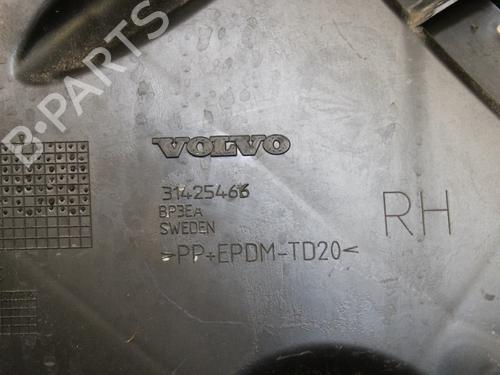 B-PARTS
VOLVO
31425466
BP3EA
SWEDEN
RH
>PP+EPDM-TD20<